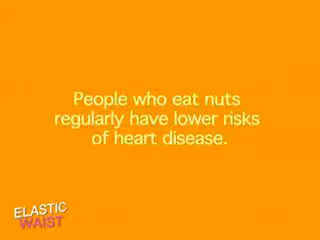 People who eat nuts
regularly have lower risks
of heart disease.
ELASTIC
WAIST